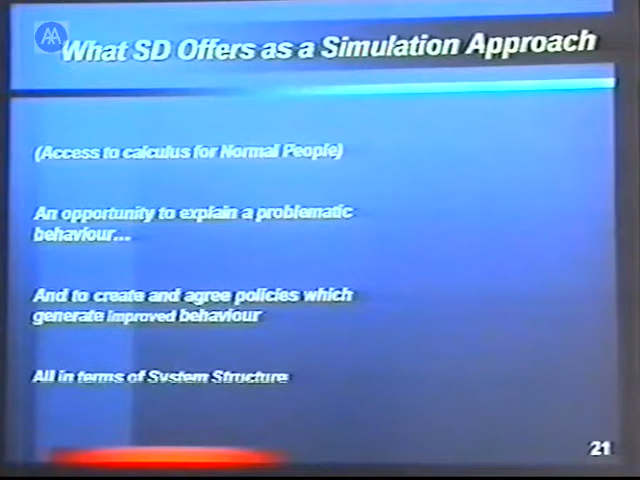 AA
What SD Offers as a Simulation Approach
(Access to calculus for Normal People)
An opportunity to explain a problematic
behaviour...
And to create and agree policies which
generate improved behaviour
All in terms of System Structure
21